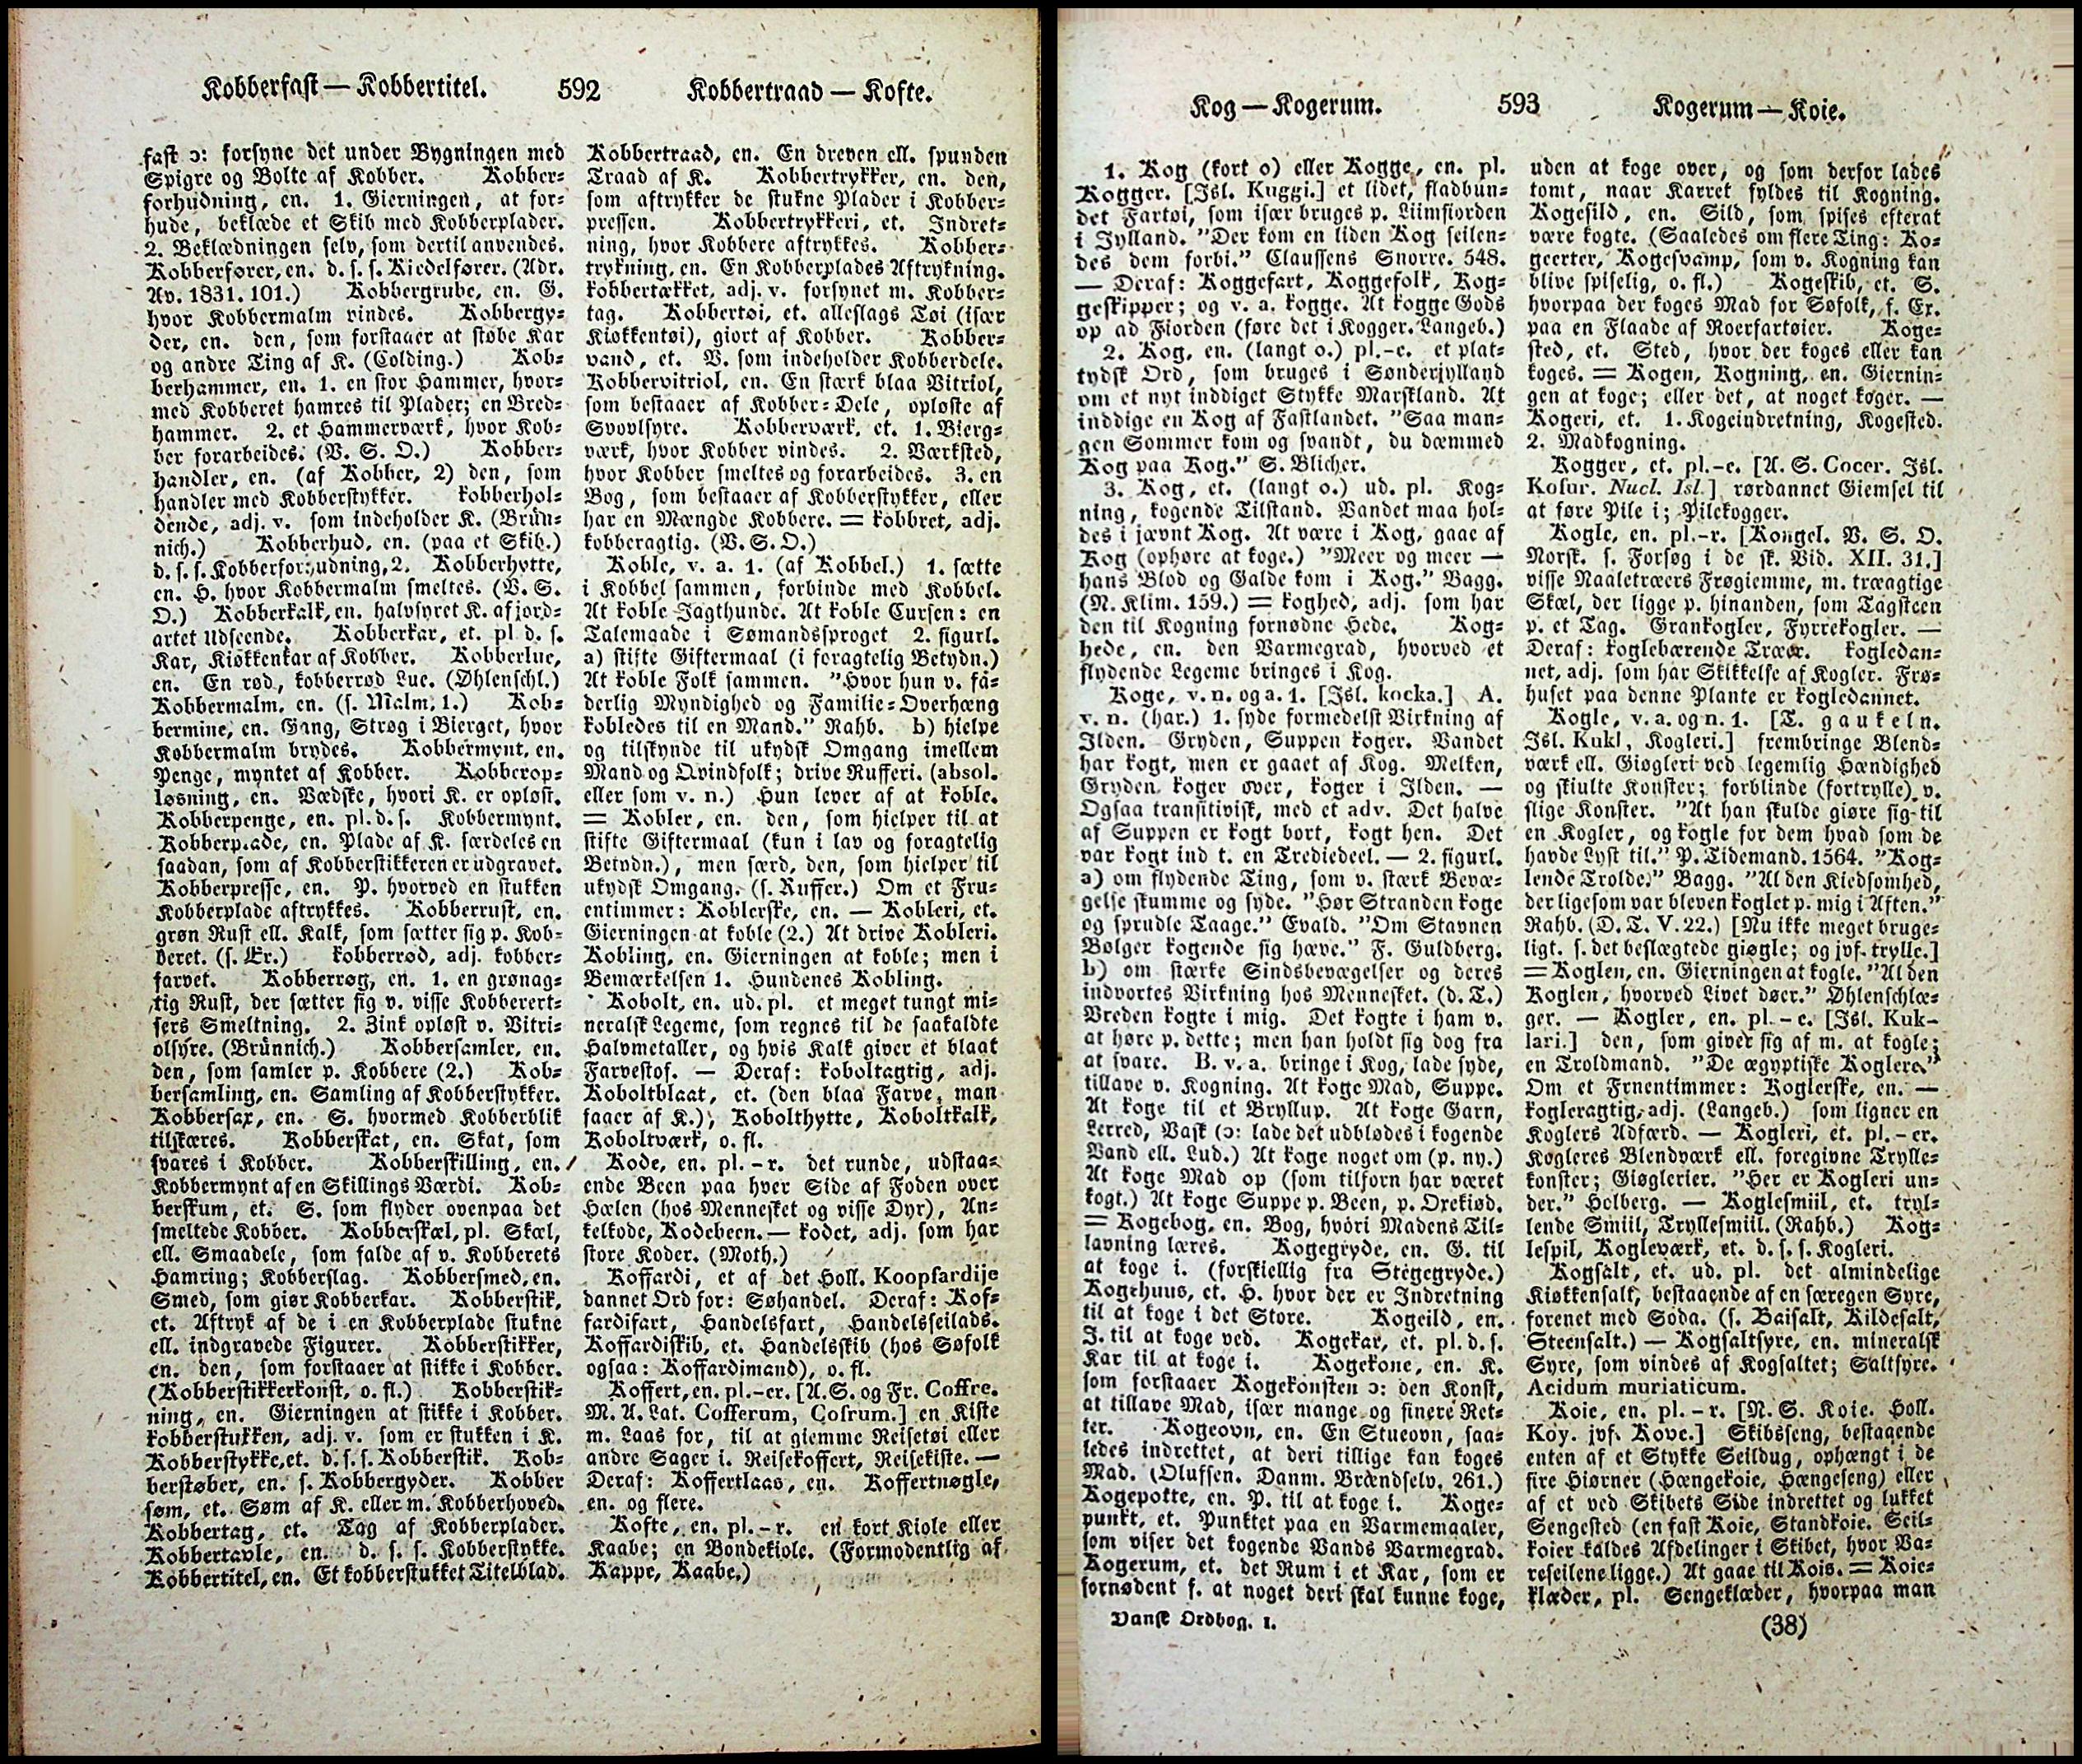 Kobberfast — Kobbertitel.
592
Kobbertraad — Kofte.
fast ɔ: forsyne det under Bygningen med
Spigre og Bolte af Kobber. Kobber-
forhudning, en. 1. Gierningen, at for-
hude, beklæde et Skib med Kobberplader.
2. Beklædningen selv, som dertil anvendes.
Kobberfører, en. d. s. s. Kiedelfører. (Adr.
Av. 1831. 101.) Kobbergrube, en. G.
hvor Kobbermalm vindes. Kobbergy-
der, en. den, som forstaaer at støbe Kar
og andre Ting af K. (Colding.) Kob-
berhammer, en. 1. en stor Hammer, hvor-
med Kobberet hamres til Plader; en Bred-
hammer. 2. et Hammerværk, hvor Kob-
ber forarbeides. (V. S. O.) Kobber-
handler, en. (af Kobber, 2) den, som
handler med Kobberstykker. kobberhol-
dende, adj. v. som indeholder K. (Brün-
nich.) Kobberhud, en. (paa et Skib.)
d. s. s. Kobberforhudning, 2. Kobberhytte,
en. H. hvor Kobbermalm smeltes. (V. S.
O.) Kobberkalk, en. halvsyret K. af jord-
artet Udseende. Kobberkar, et. pl d. s.
Kar, Kiøkkenkar af Kobber. Kobberlue,
en. En rød, kobberrød Lue. (Øhlenschl.)
Kobbermalm, en. (s. Malm, 1.) Kob-
bermine, en. Gang, Strøg i Bierget, hvor
Kobbermalm brydes. Kobbermynt, en.
Penge, myntet af Kobber. Kobberop-
løsning, en. Vædske, hvori K. er opløst.
Kobberpenge, en. pl. d. s. Kobbermynt.
Kobberplade, en. Plade af K. særdeles en
saadan, som af Kobberstikkeren er udgravet.
Kobberpresse, en. P. hvorved en stukken
Kobberplade aftrykkes. Kobberrust, en.
grøn Rust ell. Kalk, som sætter sig p. Kob-
beret. (s. Er.) kobberrød, adj. kobber-
farvet. Kobberrøg, en. 1. en grønag-
tig Rust, der sætter sig v. visse Kobberert-
sers Smeltning. 2. Zink opløst v. Vitri-
olsyre. (Brünnich.) Kobbersamler, en.
den, som samler p. Kobbere (2.) Kob-
bersamling, en. Samling af Kobberstykker.
Kobbersax, en. S. hvormed Kobberblik
tilskæres. Kobberskat, en. Skat, som
svares i Kobber. Kobberskilling, en.
Kobbermynt af en Skillings Værdi. Kob-
berskum, et. S. som flyder ovenpaa det
smeltede Kobber. Kobberskæl, pl. Skæl,
ell. Smaadele, som falde af v. Kobberets
Hamring; Kobberslag. Kobbersmed, en.
Smed, som giør Kobberkar. Kobberstik,
et. Aftryk af de i en Kobberplade stukne
ell. indgravede Figurer. Kobberstikker,
en. den, som forstaaer at stikke i Kobber.
(Kobberstikkerkonst, o. fl.) Kobberstik-
ning, en. Gierningen at stikke i Kobber.
kobberstukken, adj. v. som er stukken i K.
Kobberstykke, et. d. s. s. Kobberstik. Kob-
berstøber, en. s. Kobbergyder. Kobber
søm, et. Søm af K. eller m. Kobberhoved.
Kobbertag, et. Tag af Kobberplader.
Kobbertavle, en. d. s. s. Kobberstykke.
Kobbertitel, en. Et kobberstukket Titelblad.
Kobbertraad, en. En dreven ell. spunden
Traad af K. Kobbertrykker, en. den,
som aftrykker de stukne Plader i Kobber-
pressen. Kobbertrykkeri, et. Indret-
ning, hvor Kobbere aftrykkes. Kobber-
trykning, en. En Kobberplades Aftrykning.
kobbertækket, adj. v. forsynet m. Kobber-
tag. Kobbertøi, et. alleslags Tøi (især
Kiøkkentøi), giort af Kobber. Kobber-
vand, et. V. som indeholder Kobberdele.
Kobbervitriol, en. En stærk blaa Vitriol,
som bestaaer af Kobber-Dele, opløste af
Svovlsyre. Kobberværk, et. 1. Bierg-
værk, hvor Kobber vindes. 2. Værksted,
hvor Kobber smeltes og forarbeides. 3. en
Bog, som bestaaer af Kobberstykker, eller
har en Mængde Kobbere. = kobbret, adj.
kobberagtig. (V. S. O.)
Koble, v. a. 1. (af Kobbel.) 1. sætte
i Kobbel sammen, forbinde med Kobbel.
At koble Jagthunde. At koble Cursen: en
Talemaade i Sømandssproget 2. figurl.
a) stifte Giftermaal (i foragtelig Betydn.)
At koble Folk sammen. "Hvor hun v. fa-
derlig Myndighed og Familie-Overhæng
kobledes til en Mand." Rahb. b) hielpe
og tilskynde til ukydsk Omgang imellem
Mand og Qvindfolk; drive Rufferi. (absol.
eller som v. n.) Hun lever af at koble.
= Kobler, en. den, som hielper til at
stifte Giftermaal (kun i lav og foragtelig
Betydn.), men særd. den, som hielper til
ukydsk Omgang. (s. Ruffer.) Om et Fru-
entimmer: Koblerske, en. — Kobleri, et.
Gierningen at koble (2.) At drive Kobleri.
Kobling, en. Gierningen at koble; men i
Bemærkelsen 1. Hundenes Kobling.
Kobolt, en. ud. pl. et meget tungt mi-
neralsk Legeme, som regnes til de saakaldte
Halvmetaller, og hvis Kalk giver et blaat
Farvestof. — Deraf: koboltagtig, adj.
Koboltblaat, et. (den blaa Farve, man
faaer af K.); Kobolthytte, Koboltkalk,
Koboltværk, o. fl.
Kode, en. pl. - r. det runde, udstaa-
ende Been paa hver Side af Foden over
Hælen (hos Mennesket og visse Dyr), An-
kelkode, Kodebeen. — kodet, adj. som har
store Koder. (Moth.)
Koffardi, et af det Holl. Koopfardije
dannet Ord for: Søhandel. Deraf: Kof-
fardifart, Handelsfart, Handelsseilads.
Koffardiskib, et. Handelsskib (hos Søfolk
ogsaa: Koffardimand), o. fl.
Koffert, en. pl.-er. [A. S. og Fr. Coffre.
M. A. Lat. Cofferum, Cofrum.] en Kiste
m. Laas for, til at giemme Reisetøi eller
andre Sager i. Reisekoffert, Reisekiste. —
Deraf: Koffertlaas, en. Koffertnøgle,
en. og flere.
Kofte, en. pl. - r. en kort Kiole eller
Kaabe; en Bondekiole. (Formodentlig af
Kappe, Kaabe.)
Kog — Kogerum.
593
Kogerum — Koie.
1. Kog (kort o) eller Kogge, en. pl.
Kogger. [Isl. Kuggi.] et lidet, fladbun-
det Fartøi, som især bruges p. Liimfiorden
i Jylland. "Der kom en liden Kog seilen-
des dem forbi." Claussens Snorre. 548.
— Deraf: Koggefart, Koggefolk, Kog-
geskipper; og v. a. kogge. At kogge Gods
op ad Fiorden (føre det i Kogger. Langeb.)
2. Kog, en. (langt o.) pl.-e. et plat-
tydsk Ord, som bruges i Sønderjylland
om et nyt inddiget Stykke Marskland. At
inddige en Kog af Fastlandet. "Saa man-
gen Sommer kom og svandt, du dæmmed
Kog paa Kog." S. Blicher.
3. Kog, et. (langt o.) ud. pl. Kog-
ning, kogende Tilstand. Vandet maa hol-
des i jævnt Kog. At være i Kog, gaae af
Kog (ophøre at koge.) "Meer og meer —
hans Blod og Galde kom i Kog." Bagg.
(N. Klim. 159.) = koghed, adj. som har
den til Kogning fornødne Hede. Kog-
hede, en. den Varmegrad, hvorved et
flydende Legeme bringes i Kog.
Koge, v. n. og a. 1. [Isl. kocka.] A.
v. n. (har.) 1. syde formedelst Virkning af
Ilden. Gryden, Suppen koger. Vandet
har kogt, men er gaaet af Kog. Melken,
Gryden koger over, koger i Ilden. —
Ogsaa transitivisk, med et adv. Det halve
af Suppen er kogt bort, kogt hen. Det
var kogt ind t. en Trediedeel. — 2. figurl.
a) om flydende Ting, som v. stærk Bevæ-
gelse skumme og syde. "Hør Stranden koge
og sprudle Taage." Evald. "Om Stavnen
Bølger kogende sig hæve." F. Guldberg.
b) om stærke Sindsbevægelser og deres
indvortes Virkning hos Mennesket. (d. T.)
Vreden kogte i mig. Det kogte i ham v.
at høre p. dette; men han holdt sig dog fra
at svare. B. v. a. bringe i Kog, lade syde,
tillave v. Kogning. At koge Mad, Suppe.
At koge til et Bryllup. At koge Garn,
Lerred, Vask (ɔ: lade det udblødes i kogende
Vand ell. Lud.) At koge noget om (p. ny.)
At koge Mad op (som tilforn har været
kogt.) At koge Suppe p. Been, p. Oxekiød.
= Kogebog, en. Bog, hvori Madens Til-
lavning læres. Kogegryde, en. G. til
at koge i. (forskiellig fra Stegegryde.)
Kogehuus, et. H. hvor der er Indretning
til at koge i det Store. Kogeild, en.
J. til at koge ved. Kogekar, et. pl. d. s.
Kar til at koge i. Kogekone, en. K.
som forstaaer Kogekonsten ɔ: den Konst,
at tillave Mad, især mange og finere Ret-
ter. Kogeovn, en. En Stueovn, saa-
ledes indrettet, at deri tillige kan koges
Mad. (Olufsen. Danm. Brændselv. 261.)
Kogepotte, en. P. til at koge i. Koge-
punkt, et. Punktet paa en Varmemaaler,
som viser det kogende Vands Varmegrad.
Kogerum, et. det Rum i et Kar, som er
fornødent f. at noget deri skal kunne koge,
Dansk Ordbog. 1.
uden at koge over, og som derfor lades
tomt, naar Karret fyldes til Kogning.
Kogesild, en. Sild, som spises efterat
være kogte. (Saaledes om flere Ting: Ko-
geerter, Kogesvamp, som v. Kogning kan
blive spiselig, o. fl.) Kogeskib, et. S.
hvorpaa der koges Mad for Søfolk, f. Ex.
paa en Flaade af Roerfartøier. Koge-
sted, et. Sted, hvor der koges eller kan
koges. = Kogen, Kogning, en. Giernin-
gen at koge; eller det, at noget køger. —
Kogeri, et. 1. Kogeindretning, Kogested.
2. Madkogning.
Kogger, et. pl.-e. [A. S. Cocer. Isl.
Kofur. Nucl. Isl.] rørdannet Giemsel til
at føre Pile i; Pilekogger.
Kogle, en. pl.-r. [Kongel. V. S. O.
Norsk. s. Forsøg i de sk. Vid. XII. 31.]
visse Naaletræers Frøgiemme, m. træagtige
Skæl, der ligge p. hinanden, som Tagsteen
p. et Tag. Grankogler, Fyrrekogler. —
Deraf: koglebærende Træer. kogledan-
net, adj. som har Skikkelse af Kogler. Frø-
huset paa denne Plante er kogledannet.
Kogle, v. a. og n. 1. [T. gaukeln.
Isl. Kukl, Kogleri.] frembringe Blend-
værk ell. Giøgleri ved legemlig Hændighed
og skiulte Konster; forblinde (fortrylle) v.
slige Konster. "At han skulde giøre sig til
en Kogler, og kogle for dem hvad som de
havde Lyst til." P. Tidemand. 1564. "Kog-
lende Trolde." Bagg. "Al den Kiedsomhed,
der ligesom var bleven koglet p. mig i Aften."
Rahb. (D. T. V. 22.) [Nu ikke meget bruge-
ligt. s. det beslægtede giøgle; og jvf. trylle.]
= Koglen, en. Gierningen at kogle. "Al den
Koglen, hvorved Livet døer." Øhlenschlæ-
ger. — Kogler, en. pl. - e. [Isl. Kuk-
lari.] den, som giver sig af m. at kogle;
en Troldmand. "De ægyptiske Koglere."
Om et Frnentimmer: Koglerske, en. —
kogleragtig, adj. (Langeb.) som ligner en
Koglers Adfærd. — Kogleri, et. pl. - er.
Kogleres Blendværk ell. foregivne Trylle-
konster; Giøglerier. "Her er Kogleri un-
der." Holberg. — Koglesmiil, et. tryl-
lende Smiil, Tryllesmiil. (Rahb.) Kog-
lespil, Kogleværk, et. d. s. s. Kogleri.
Kogsalt, et. ud. pl. det almindelige
Kiøkkensalt, bestaaende af en særegen Syre,
forenet med Soda. (s. Baisalt, Kildesalt,
Steensalt.) — Kogsaltsyre, en. mineralsk
Syre, som vindes af Kogsaltet; Saltsyre.
Acidum muriaticum.
Koie, en. pl. - r. [N. S. Koie. Holl.
Kòy. jvf. Kove.] Skibsseng, bestaaende
enten af et Stykke Seildug, ophængt i de
fire Hiørner (Hængekoie, Hængeseng) eller
af et ved Skibets Side indrettet og lukket
Sengested (en fast Koie, Standkoie. Seil-
koier kaldes Afdelinger i Skibet, hvor Va-
reseilene ligge.) At gaae til Kois. = Koie-
klæder, pl. Sengeklæder, hvorpaa man
(38)